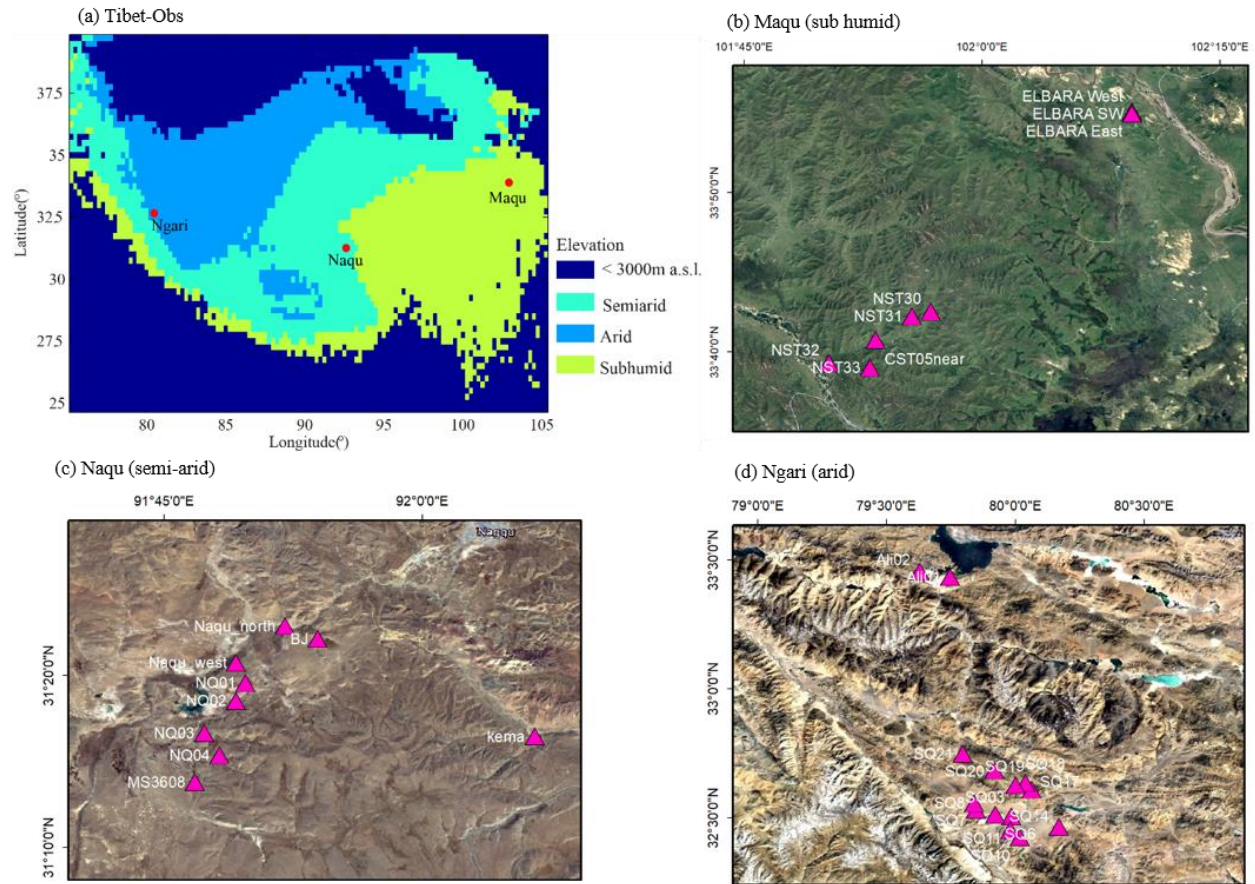 (a) Tibet-Obs
37.5
35
32.5
30
27.5
25
Latitude(°)
80
85
90
95
100
105
Longitude(°)
Ngari
Naqu
Maqu
Elevation
< 3000m a.s.l.
Semiarid
Arid
Subhumid
(b) Maqu (sub humid)
101°45'0"E
102°0'0"E
102°15'0"E
33°50'0"N
33°40'0"N
ELBARA West
ELBARA SW
ELBARA East
NST30
NST31
CST05near
NST32
NST33
(c) Naqu (semi-arid)
91°45'0"E
92°0'0"E
31°20'0"N
31°10'0"N
Naqqu
Naqu_north
BJ
Naqu_west
NQ01
NQ02
NQ03
NQ04
MS3608
kema
(d) Ngari (arid)
79°0'0"E
79°30'0"E
80°0'0"E
80°30'0"E
33°30'0"N
33°0'0"N
32°30'0"N
Ali02
SQ21
SQ20
SQ19
SQ18
SQ17
SQ03
SQ8
SQ7
SQ14
SQ11
SQ6
SQ10